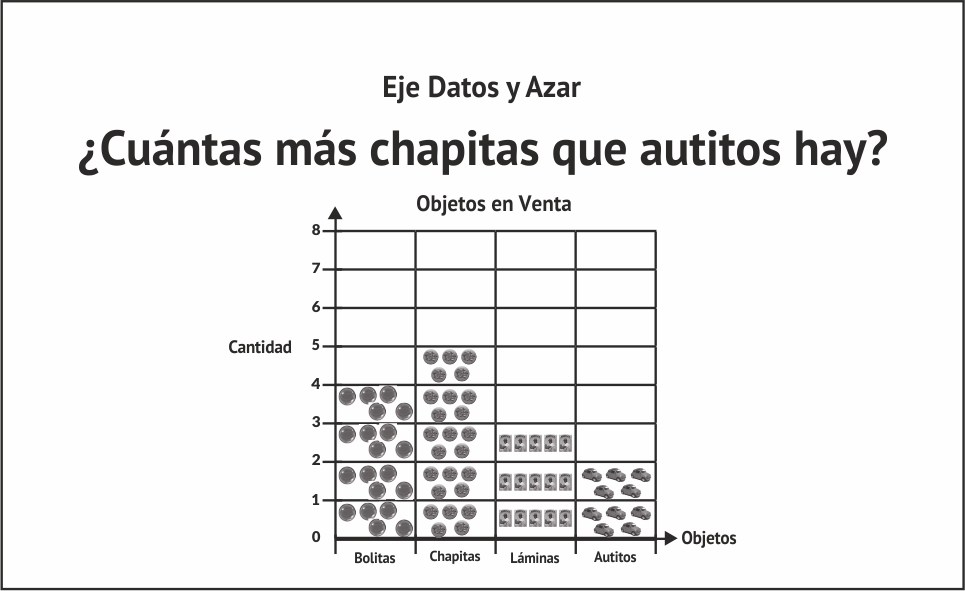 Eje Datos y Azar
¿Cuántas más chapitas que autitos hay?
Objetos en Venta
8
7
6
Cantidad
5
4
3
2
1
0
Objetos
Bolitas
Chapitas
Láminas
Autitos